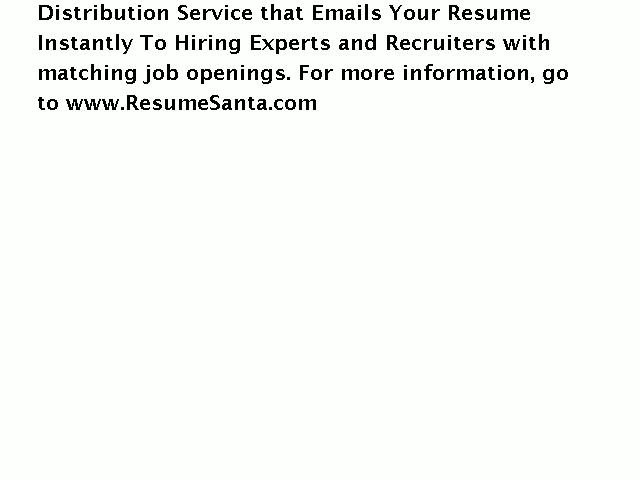 Distribution Service that Emails Your Resume
Instantly To Hiring Experts and Recruiters with
matching job openings. For more information, go
to www.ResumeSanta.com